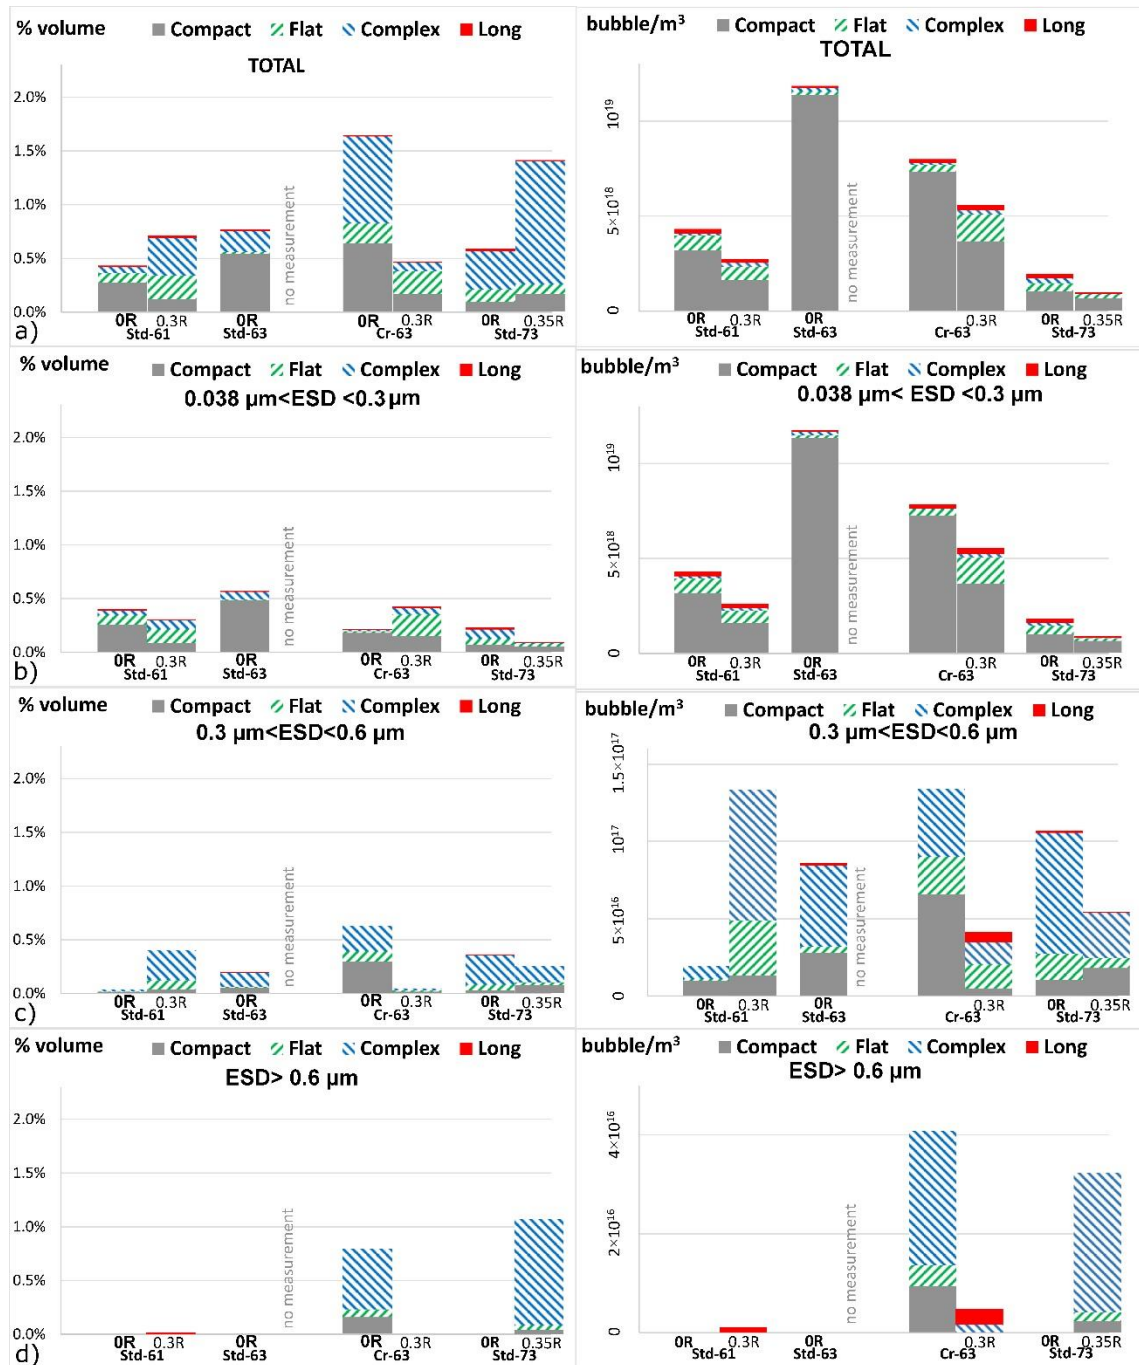 % volume
Compact Flat Complex Long
TOTAL
2.0%
1.5%
1.0%
0.5%
0.0%
no measurement
0R 0.3R 0R 0R 0.3R 0R 0.35R
Std-61 Std-63 Cr-63 Std-73
a)
bubble/m³
Compact Flat Complex Long
TOTAL
10¹⁹
5×10¹⁸
0
no measurement
0R 0.3R 0R 0.3R 0R 0.35R
Std-61 Std-63 Cr-63 Std-73
% volume
Compact Flat Complex Long
0.038 µm<ESD <0.3 µm
2.0%
1.5%
1.0%
0.5%
0.0%
no measurement
0R 0.3R 0R 0R 0.3R 0R 0.35R
Std-61 Std-63 Cr-63 Std-73
b)
bubble/m³
Compact Flat Complex Long
0.038 µm< ESD <0.3 µm
10¹⁹
5×10¹⁸
0
no measurement
0R 0.3R 0R 0.3R 0R 0.35R
Std-61 Std-63 Cr-63 Std-73
% volume
Compact Flat Complex Long
0.3 µm<ESD<0.6 µm
2.0%
1.5%
1.0%
0.5%
0.0%
no measurement
0R 0.3R 0R 0R 0.3R 0R 0.35R
Std-61 Std-63 Cr-63 Std-73
c)
bubble/m³
Compact Flat Complex Long
0.3 µm<ESD<0.6 µm
1.5×10¹⁷
10¹⁷
5×10¹⁶
0
no measurement
0R 0.3R 0R 0.3R 0R 0.35R
Std-61 Std-63 Cr-63 Std-73
% volume
Compact Flat Complex Long
ESD> 0.6 µm
2.0%
1.5%
1.0%
0.5%
0.0%
no measurement
0R 0.3R 0R 0R 0.3R 0R 0.35R
Std-61 Std-63 Cr-63 Std-73
d)
bubble/m³
Compact Flat Complex Long
ESD> 0.6 µm
4×10¹⁶
2×10¹⁶
0
no measurement
0R 0.3R 0R 0.3R 0R 0.35R
Std-61 Std-63 Cr-63 Std-73